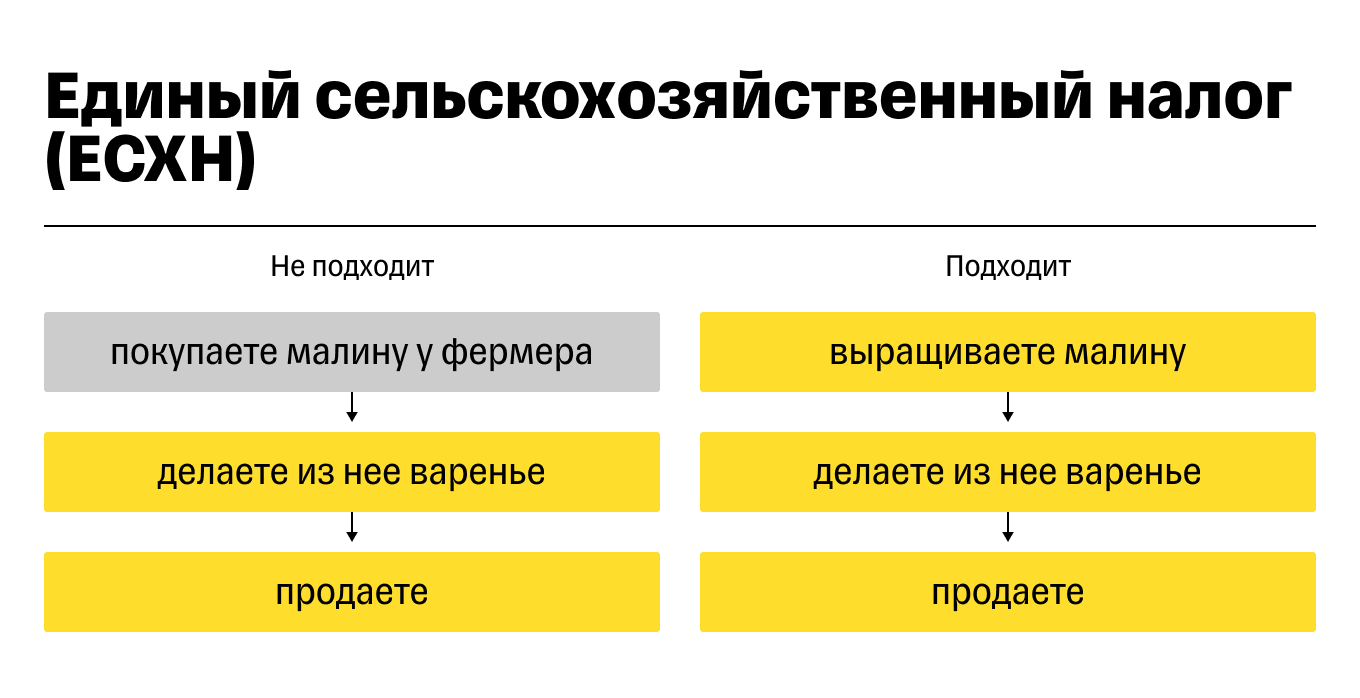 Единый сельскохозяйственный налог
(ЕСХН)
Не подходит
покупаете малину у фермера
делаете из нее варенье
продаете
Подходит
выращиваете малину
делаете из нее варенье
продаете